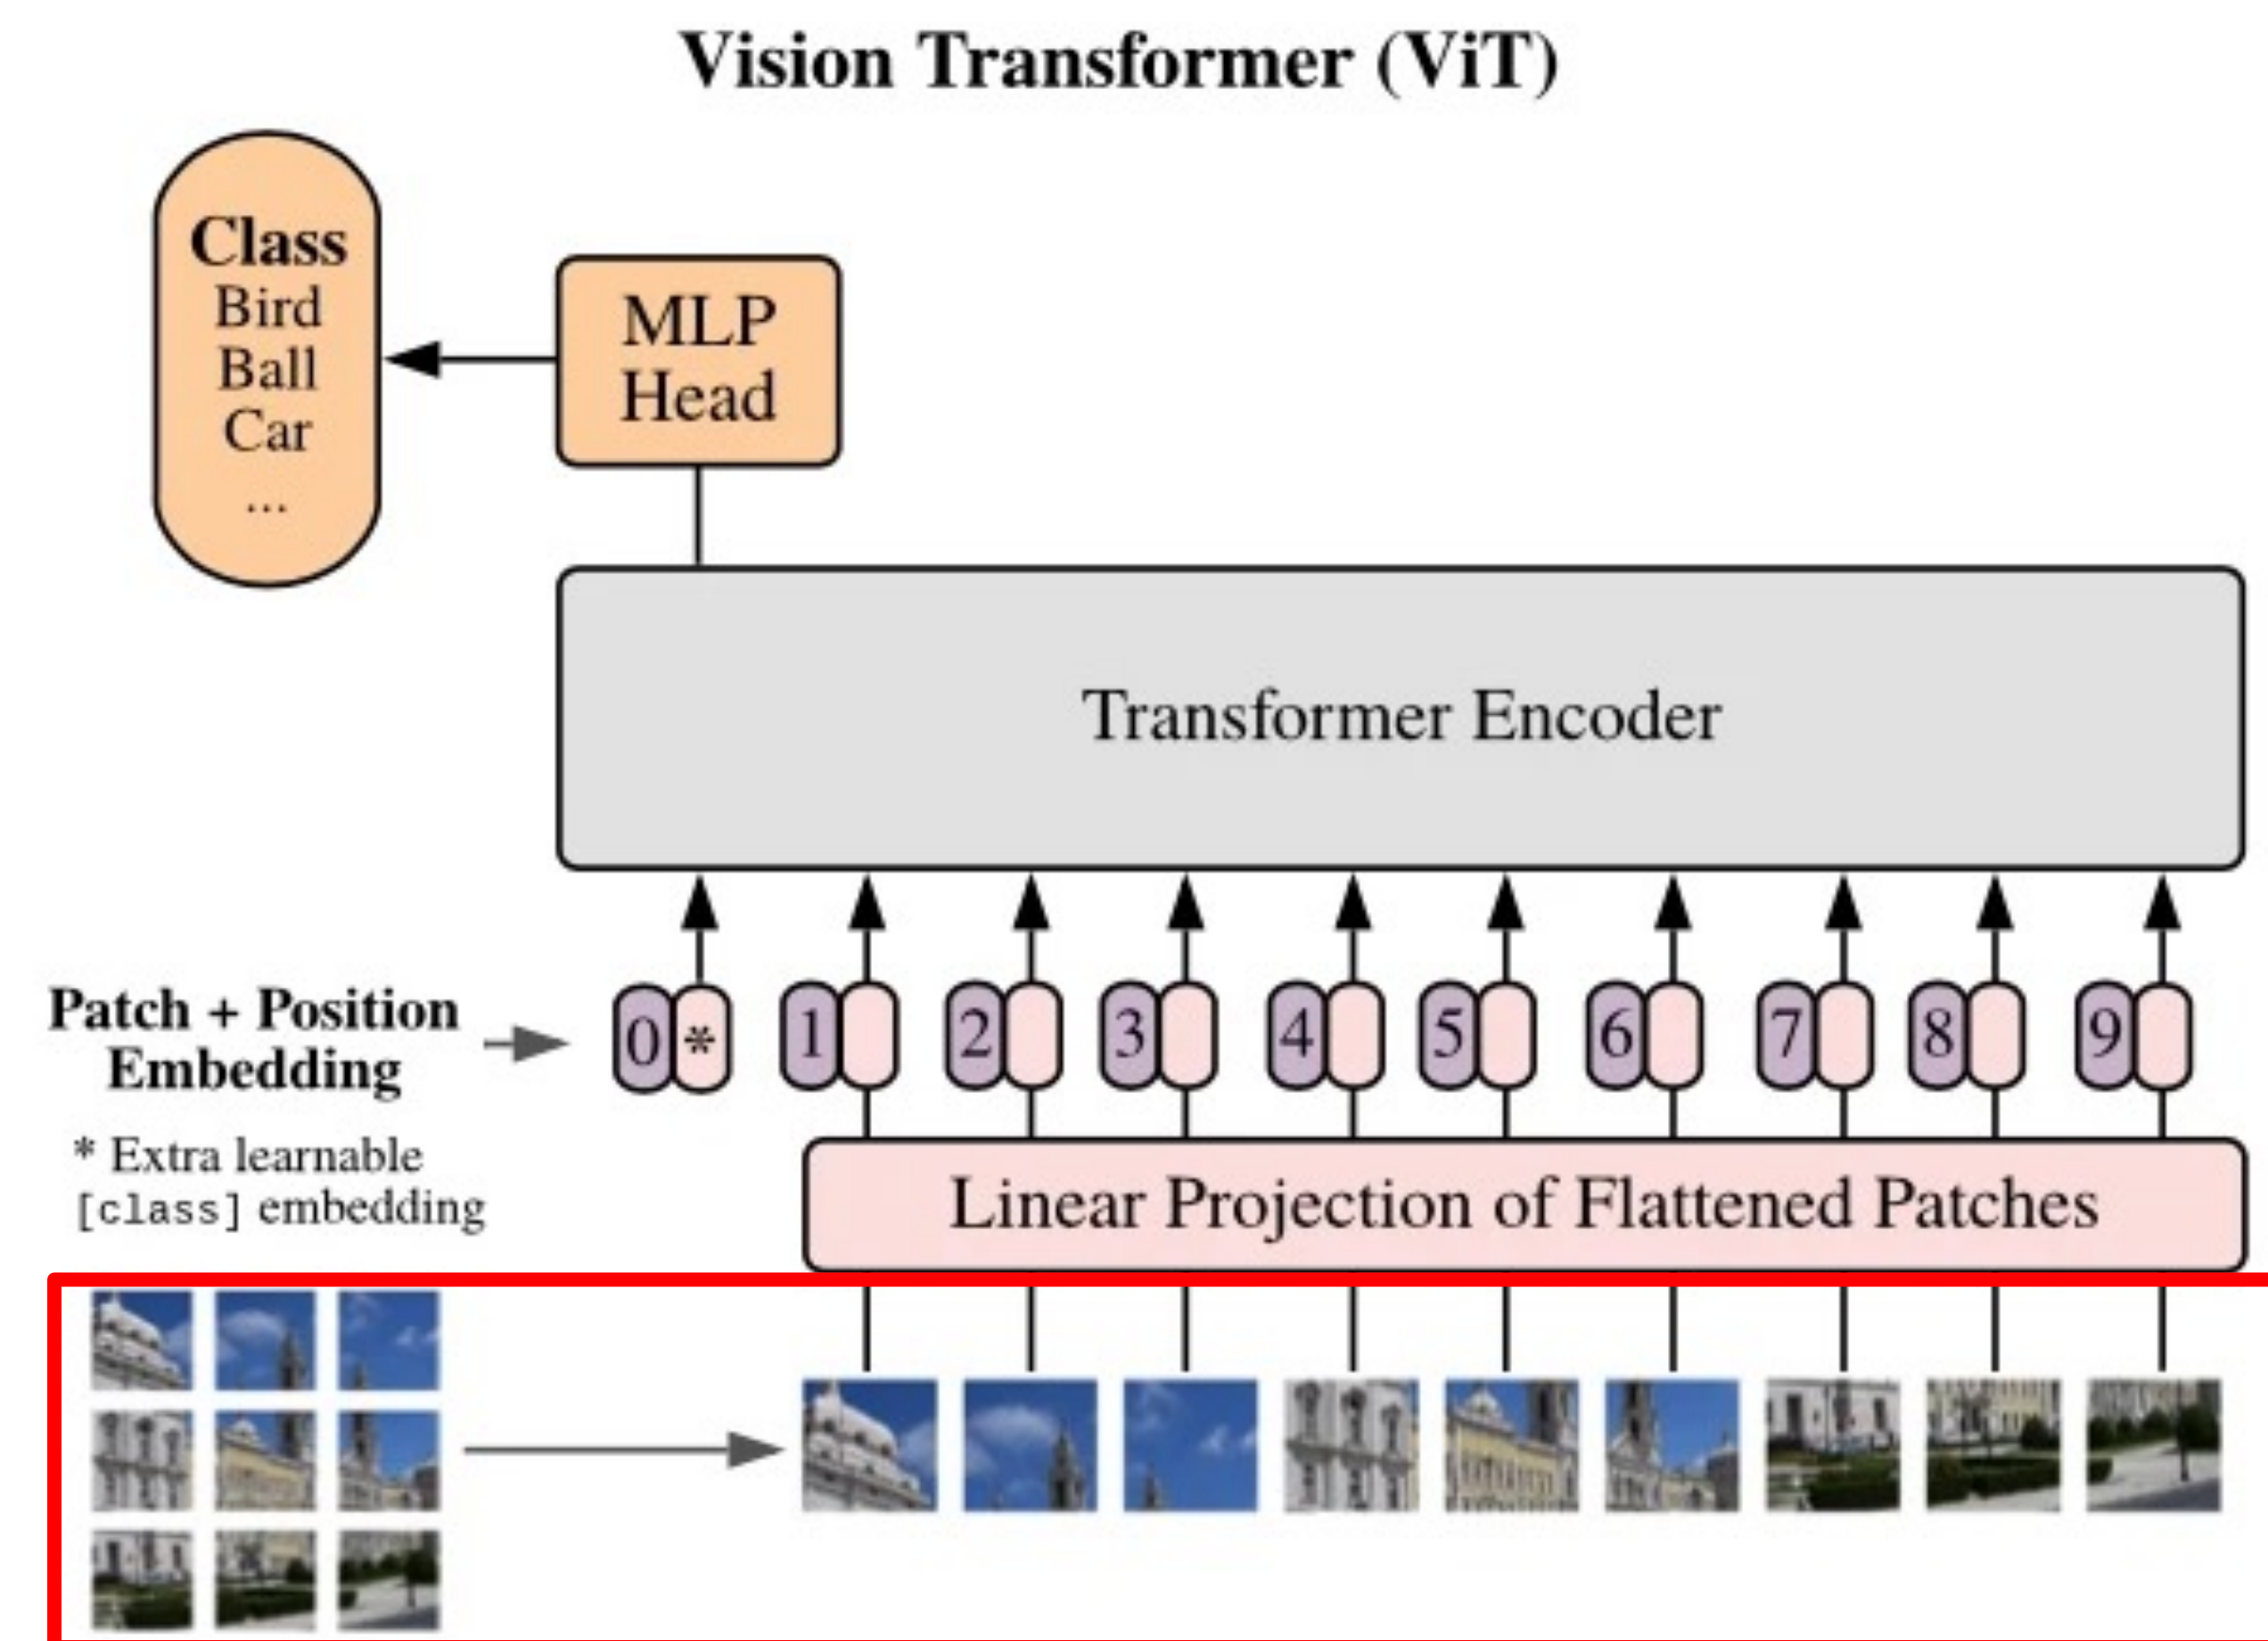 Vision Transformer (ViT)
Class
Bird
Ball
Car
...
MLP
Head
Transformer Encoder
Patch + Position
Embedding
0 * 1 2 3 4 5 6 7 8 9
* Extra learnable
[class] embedding
Linear Projection of Flattened Patches